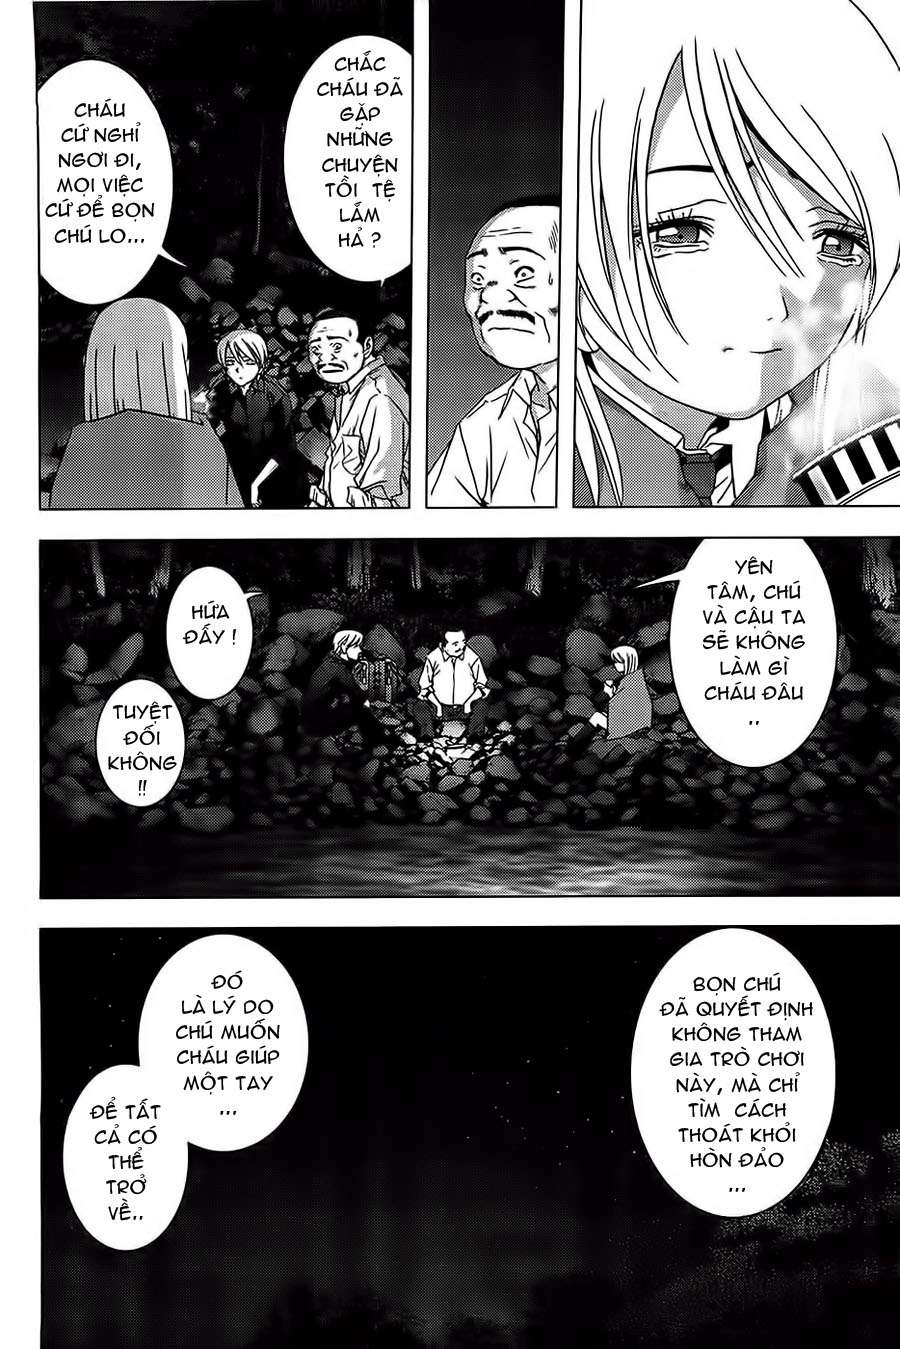 CHẮC
CHÁU ĐÃ
GẶP
NHỮNG
CHUYỆN
TỒI TỆ
LẮM
HẢ ?
CHÁU
CỨ NGHỈ
NGƠI ĐI,
MỌI VIỆC
CỨ ĐỂ BỌN
CHÚ LO...
YÊN
TÂM, CHÚ
VÀ CẬU TA
SẼ KHÔNG
LÀM GÌ
CHÁU ĐÂU
..
HỨA
ĐẤY !
TUYỆT
ĐỐI
KHÔNG
!!
BỌN CHÚ
ĐÃ QUYẾT ĐỊNH
KHÔNG THAM
GIA TRÒ CHƠI
NÀY, MÀ CHỈ
TÌM CÁCH
THOÁT KHỎI
HÒN ĐẢO
...
ĐÓ
LÀ LÝ DO
CHÚ MUỐN
CHÁU GIÚP
MỘT TAY
...
ĐỂ TẤT
CẢ CÓ
THỂ
TRỞ
VỀ..